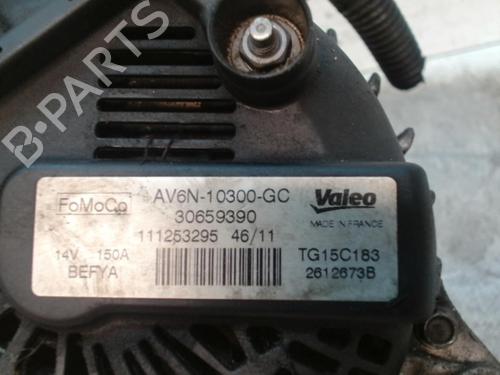 B-PARTS
FoMoCo
AV6N-10300-GC
30659390
Valeo
MADE IN FRANCE
111253295 46/11
14V 150A
BEFYA
TG15C183
2612673B